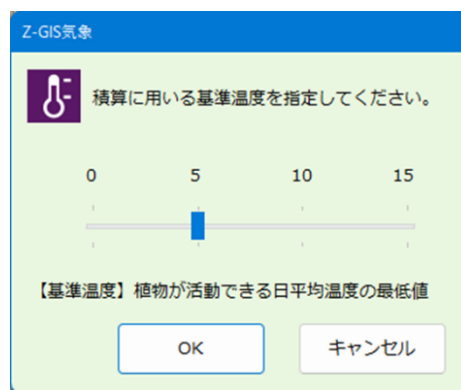 Z-GIS気象
積算に用いる基準温度を指定してください。
0 5 10 15
【基準温度】植物が活動できる日平均温度の最低値
OK キャンセル